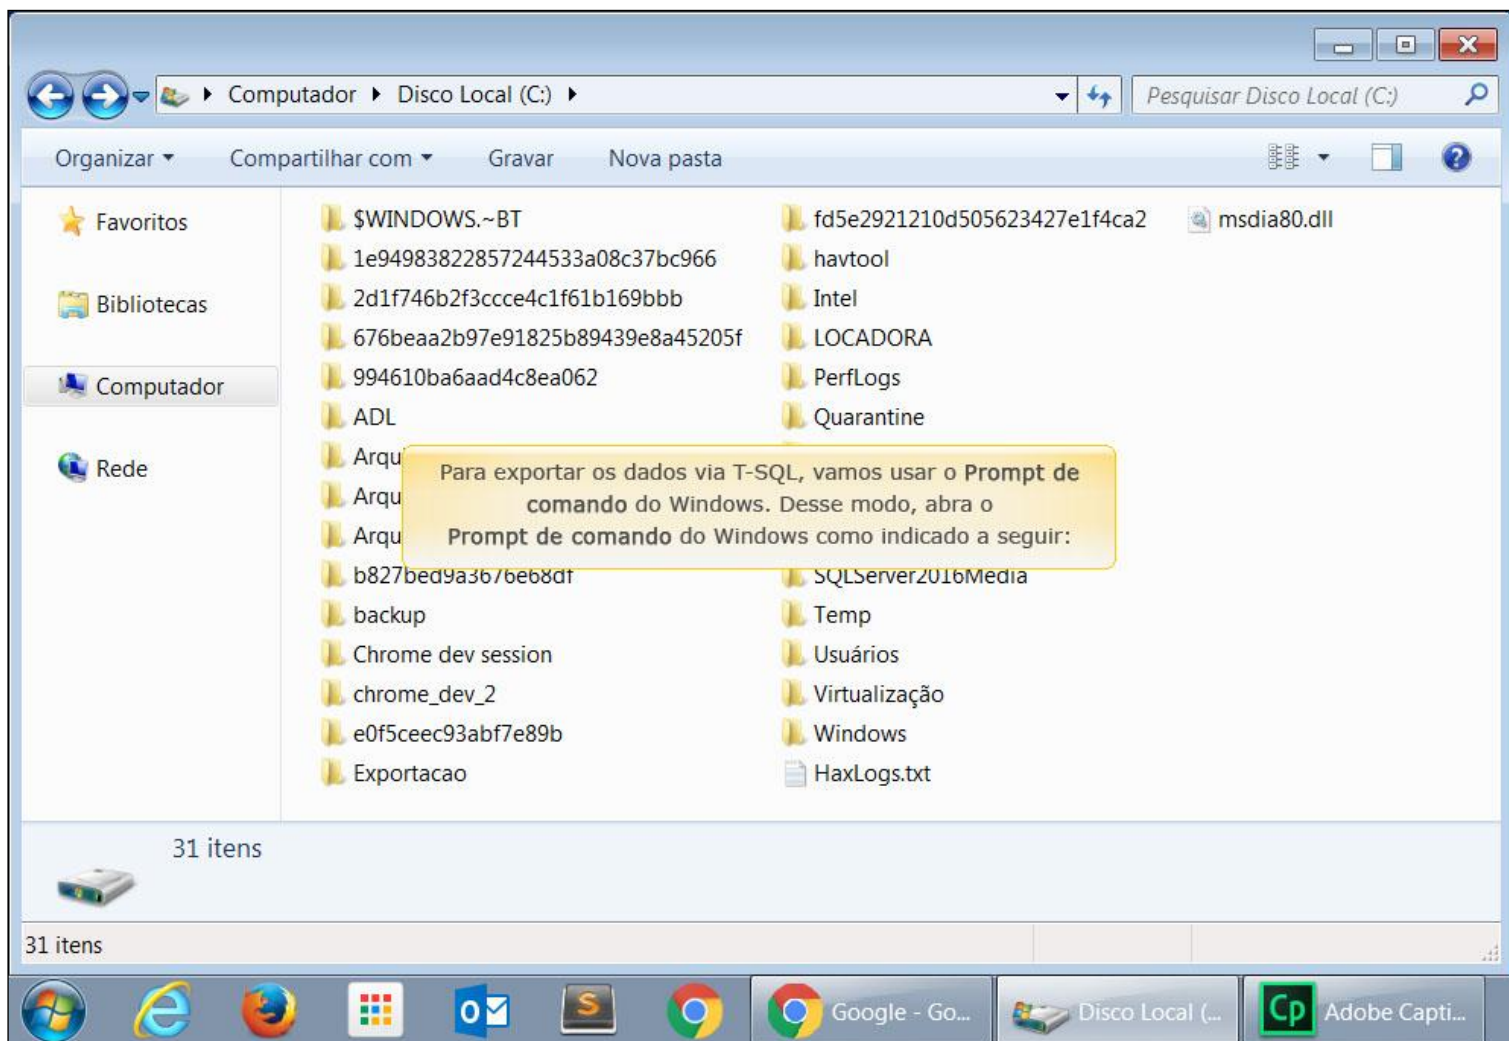 Computador
Disco Local (C:)
Pesquisar Disco Local (C:)
Organizar
Compartilhar com
Gravar
Nova pasta
Favoritos
Bibliotecas
Computador
Rede
$WINDOWS.~BT
1e94983822857244533a08c37bc966
2d1f746b2f3ccce4c1f61b169bbb
676beaa2b97e91825b89439e8a45205f
994610ba6aad4c8ea062
ADL
Arqu
Arqu
Arqu
b827bed9a3676e68df
backup
Chrome dev session
chrome_dev_2
e0f5ceec93abf7e89b
Exportacao
fd5e2921210d505623427e1f4ca2
havtool
Intel
LOCADORA
PerfLogs
Quarantine
SQLServer2016Media
Temp
Usuários
Virtualização
Windows
HaxLogs.txt
msdia80.dll
Para exportar os dados via T-SQL, vamos usar o Prompt de
comando do Windows. Desse modo, abra o
Prompt de comando do Windows como indicado a seguir:
31 itens
31 itens
Google - Go...
Disco Local (...
Adobe Capti...